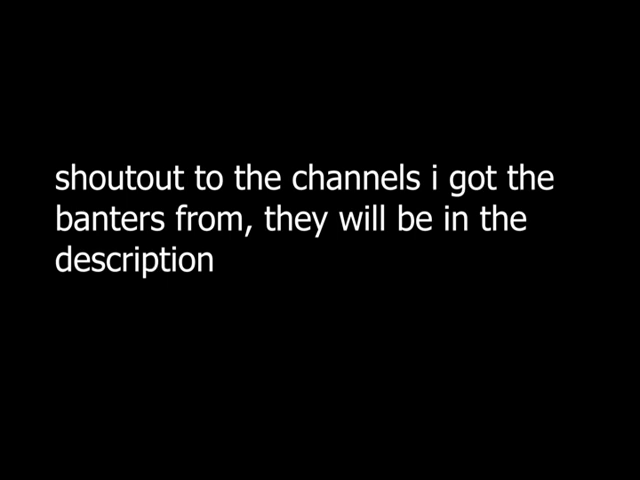 shoutout to the channels i got the
banters from, they will be in the
description